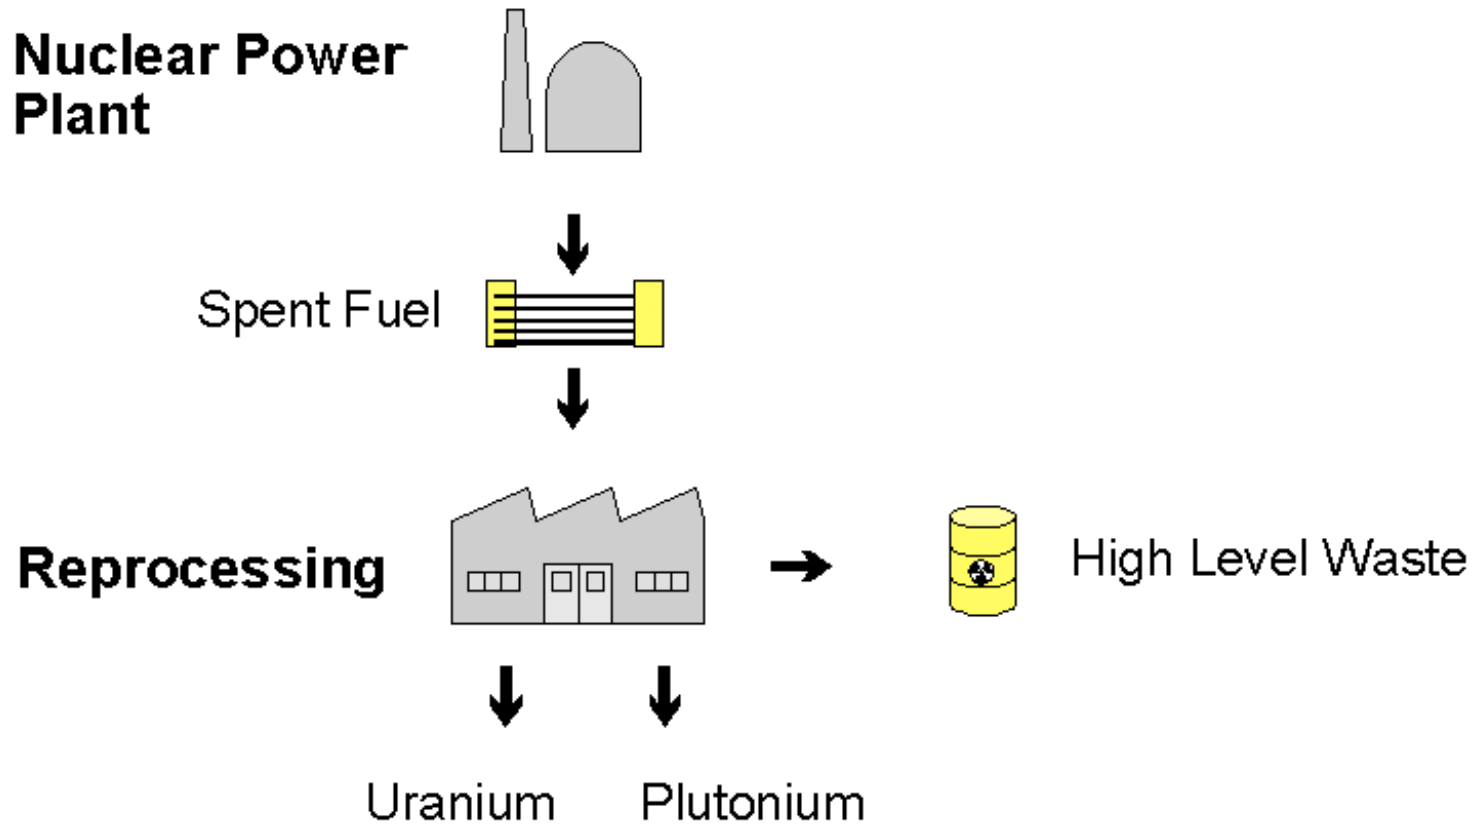 Nuclear Power
Plant
Spent Fuel
Reprocessing
High Level Waste
Uranium
Plutonium